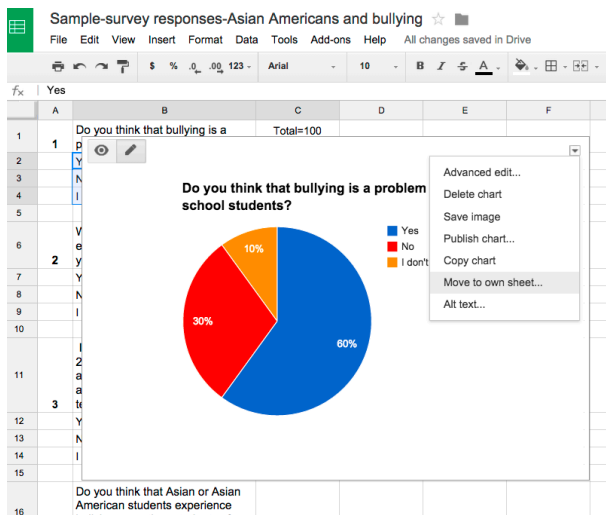 Sample-survey responses-Asian Americans and bullying
File Edit View Insert Format Data Tools Add-ons Help All changes saved in Drive
$ % .0 .00 123 Arial 10 B I S A
fx Yes
A B C D E F
1 1 Do you think that bullying is a Total=100
p
2 Y
3 N
4 I
5
Do you think that bullying is a problem
school students?
Yes
No
I don't
10%
30%
60%
Advanced edit...
Delete chart
Save image
Publish chart...
Copy chart
Move to own sheet...
Alt text...
W
6 e
2 y
7 Y
8 N
9 I
10
I
2
11 a
a
3 te
12 Y
13 N
14 I
15
Do you think that Asian or Asian
16 American students experience